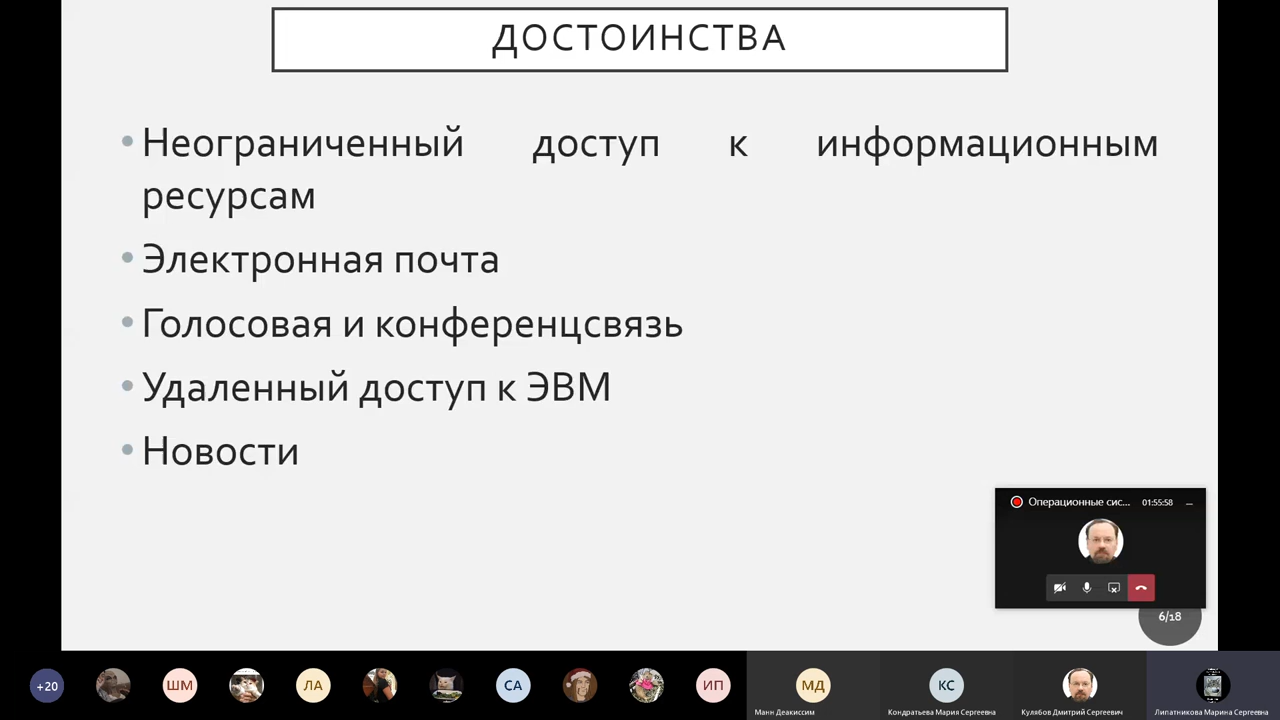 ДОСТОИНСТВА
• Неограниченный доступ к информационным
ресурсам
• Электронная почта
• Голосовая и конференцсвязь
• Удаленный доступ к ЭВМ
• Новости
Операционные сис... 01:55:58
6/18
+20 ШМ ЛА СА ИП МД КС
Манн Деакиссим Кондратьева Мария Сергеевна Кулябов Дмитрий Сергеевич Липатникова Марина Сергеевна